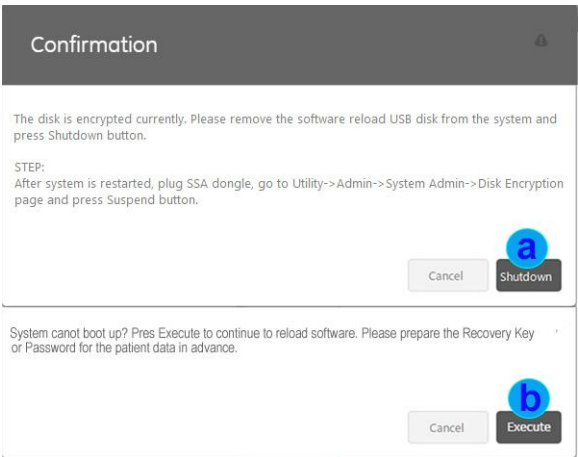 Confirmation
The disk is encrypted currently. Please remove the software reload USB disk from the system and
press Shutdown button.
STEP:
After system is restarted, plug SSA dongle, go to Utility->Admin->System Admin->Disk Encryption
page and press Suspend button.
a
Cancel
Shutdown
System canot boot up? Pres Execute to continue to reload software. Please prepare the Recovery Key
or Password for the patient data in advance.
b
Cancel
Execute